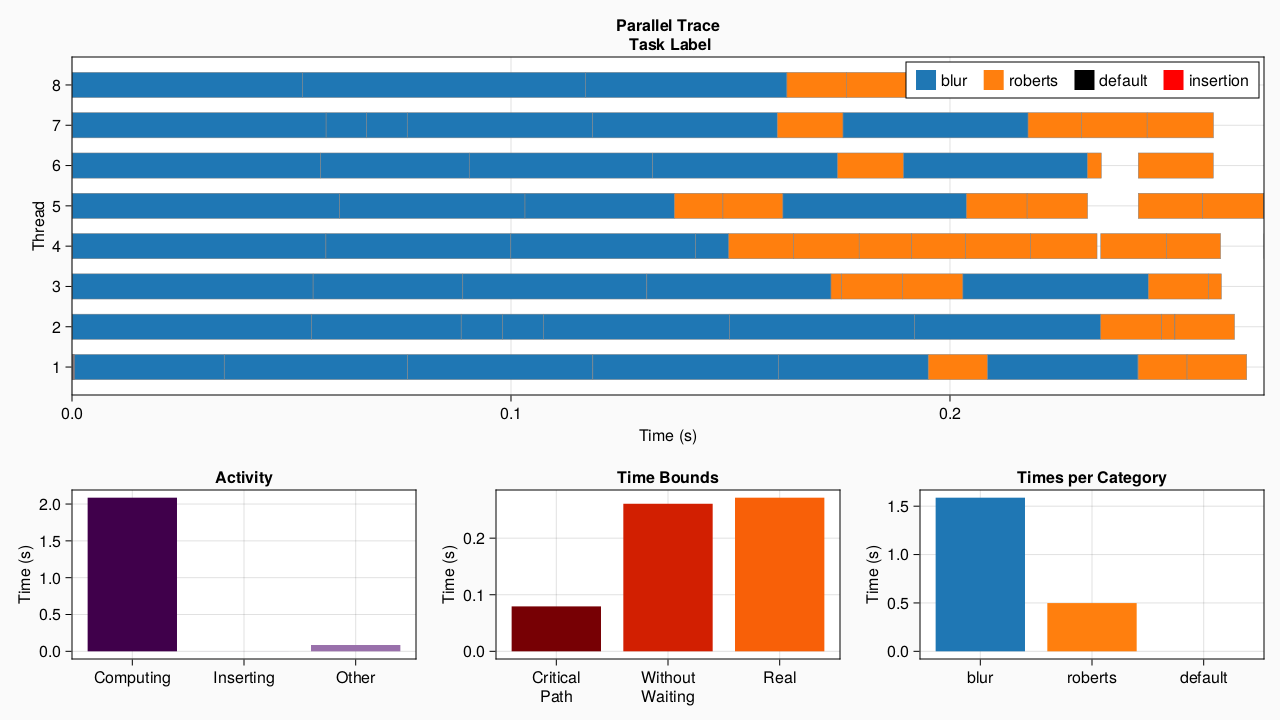 Parallel Trace
Task Label
blur
roberts
default
insertion
Thread
8
7
6
5
4
3
2
1
0.0
0.1
0.2
Time (s)
Activity
Time (s)
2.0
1.5
1.0
0.5
0.0
Computing
Inserting
Other
Time Bounds
Time (s)
0.2
0.1
0.0
Critical
Path
Without
Waiting
Real
Times per Category
Time (s)
1.5
1.0
0.5
0.0
blur
roberts
default